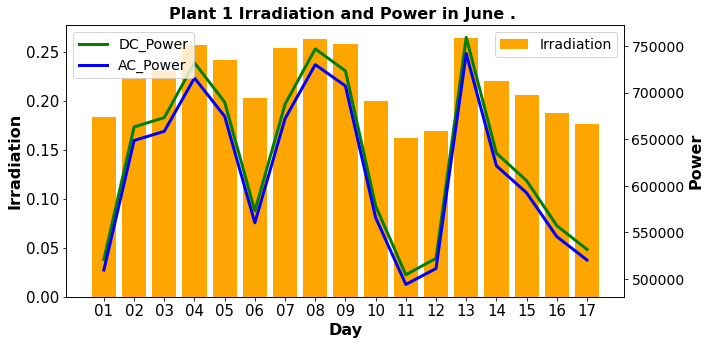 Plant 1 Irradiation and Power in June .
DC_Power
AC_Power
Irradiation
0.25
0.20
0.15
0.10
0.05
0.00
Irradiation
750000
700000
650000
600000
550000
500000
Power
01 02 03 04 05 06 07 08 09 10 11 12 13 14 15 16 17
Day